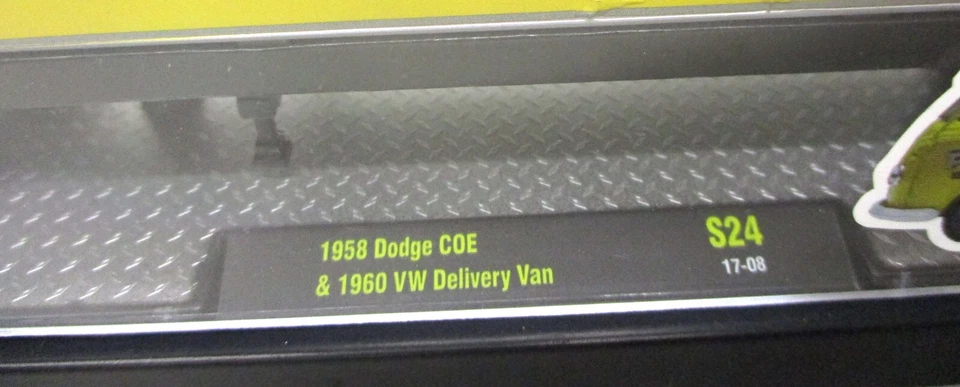 1958 Dodge COE
& 1960 VW Delivery Van
S24
17-08